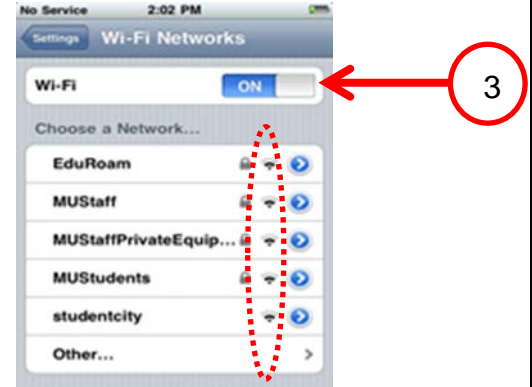 No Service 2:02 PM
Settings Wi-Fi Networks
Wi-Fi ON
3
Choose a Network...
EduRoam
MUStaff
MUStaffPrivateEquip...
MUStudents
studentcity
Other...